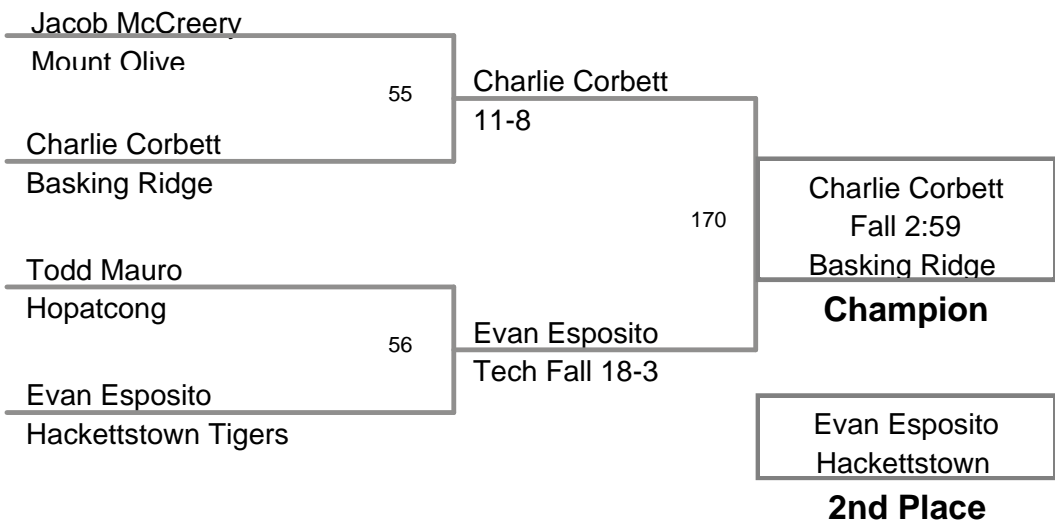 Jacob McCreery
Mount Olive
55
Charlie Corbett
11-8
Charlie Corbett
Basking Ridge
170
Charlie Corbett
Fall 2:59
Basking Ridge
Champion
Todd Mauro
Hopatcong
56
Evan Esposito
Tech Fall 18-3
Evan Esposito
Hackettstown Tigers
Evan Esposito
Hackettstown
2nd Place